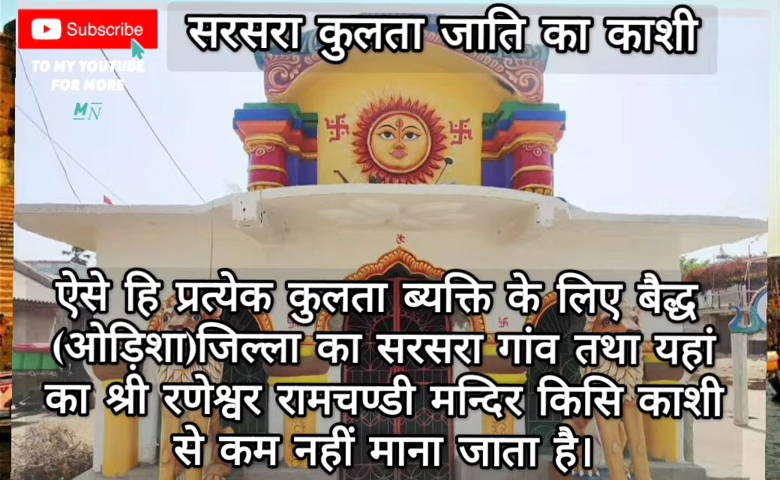 Subscribe
TO MY YOUTUBE
FOR MORE
MN
सरसरा कुलता जाति का काशी
ऐसे हि प्रत्येक कुलता ब्यक्ति के लिए बैद्ध
(ओड़िशा)जिल्ला का सरसरा गांव तथा यहां
का श्री रणेश्वर रामचण्डी मन्दिर किसि काशी
से कम नहीं माना जाता है।